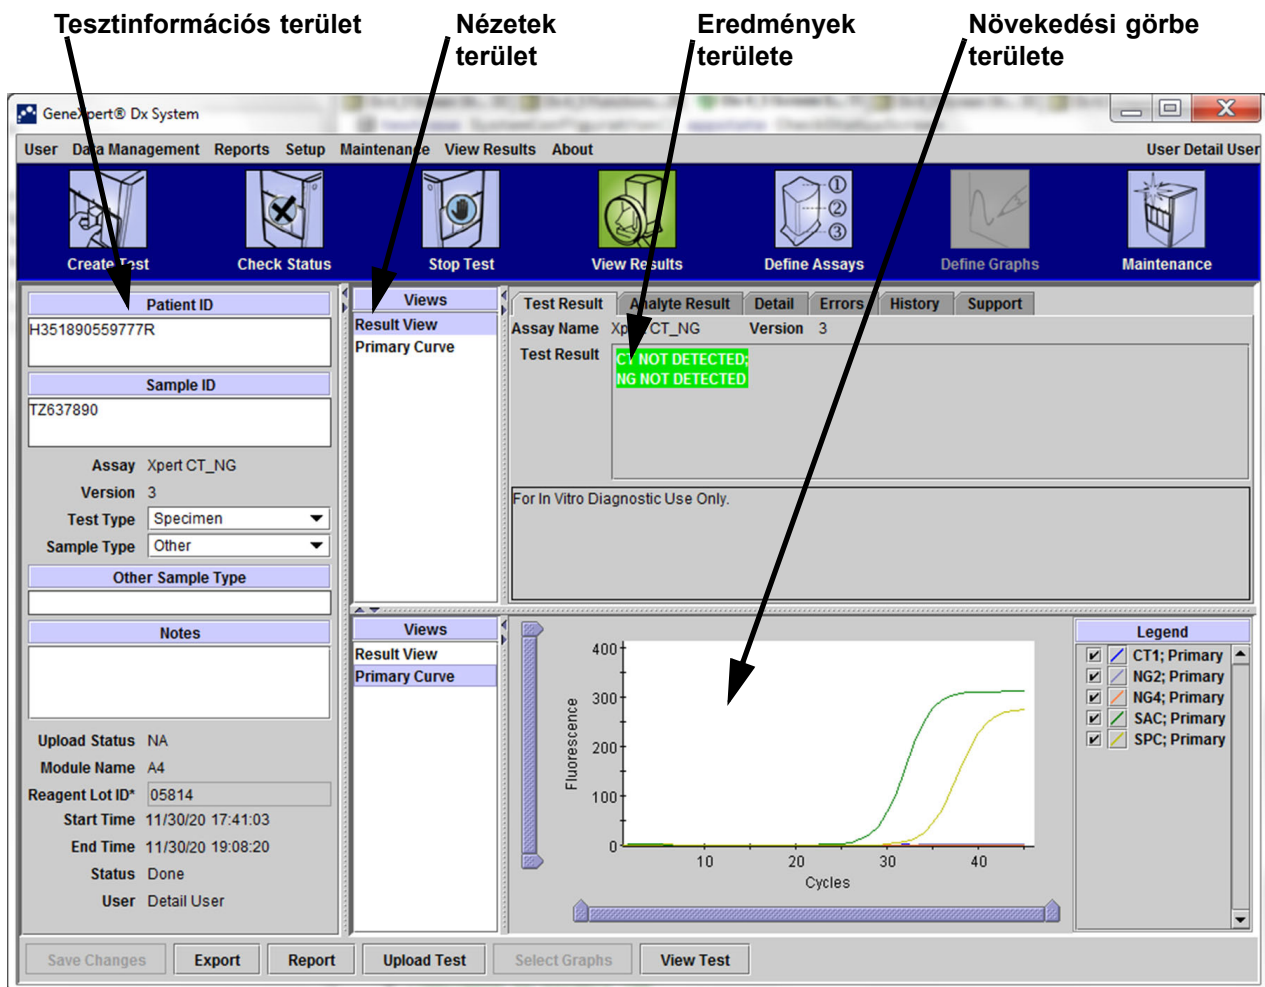 Tesztinformációs terület
Nézetek
terület
Eredmények
területe
Növekedési görbe
területe
GeneXpert® Dx System
User Data Management Reports Setup Maintenance View Results About User Detail User
Create Test Check Status Stop Test View Results Define Assays Define Graphs Maintenance
① ② ③
Patient ID
H351890559777R
Sample ID
TZ637890
Assay Xpert CT_NG
Version 3
Test Type Specimen
Sample Type Other
Other Sample Type
Notes
Upload Status NA
Module Name A4
Reagent Lot ID* 05814
Start Time 11/30/20 17:41:03
End Time 11/30/20 19:08:20
Status Done
User Detail User
Views
Result View
Primary Curve
Test Result Analyte Result Detail Errors History Support
Assay Name Xpert CT_NG Version 3
Test Result CT NOT DETECTED;
NG NOT DETECTED
For In Vitro Diagnostic Use Only.
Views
Result View
Primary Curve
400
300
200
100
0
Fluorescence
10 20 30 40
Cycles
Legend
CT1; Primary
NG2; Primary
NG4; Primary
SAC; Primary
SPC; Primary
Save Changes Export Report Upload Test Select Graphs View Test